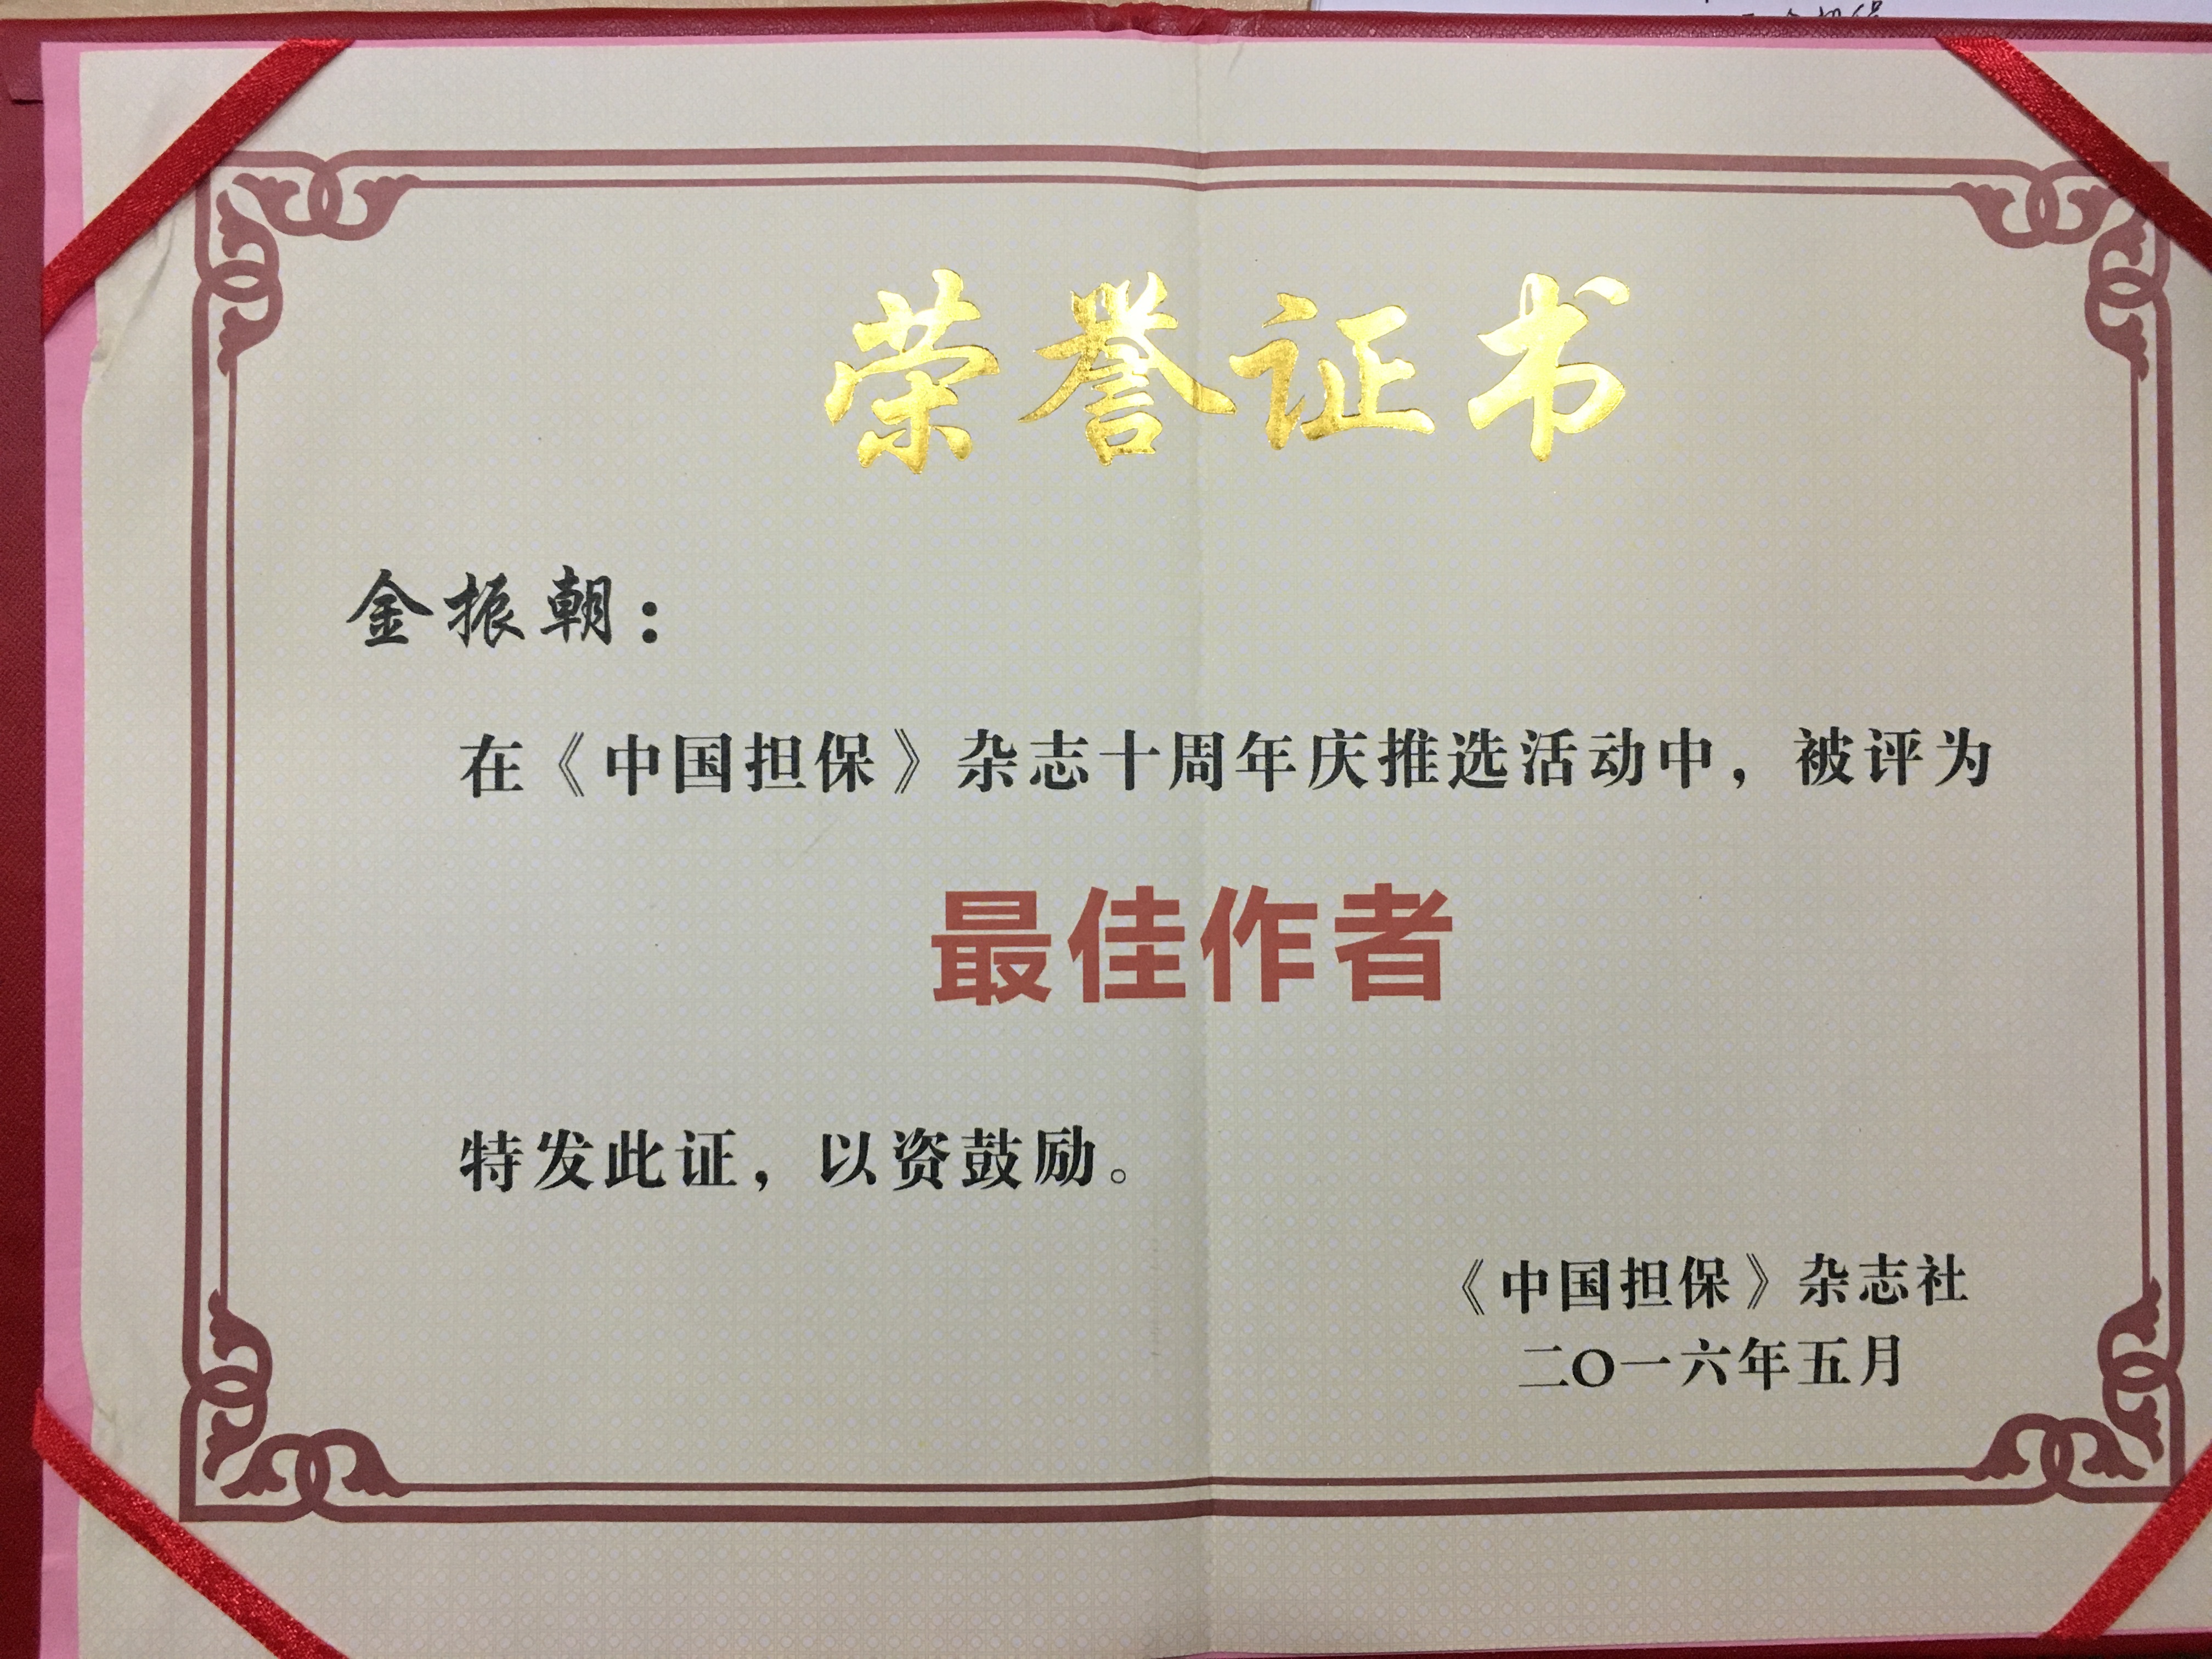 荣誉证书
金振朝：
在《中国担保》杂志十周年庆推选活动中，被评为
最佳作者
特发此证，以资鼓励。
《中国担保》杂志社
二〇一六年五月